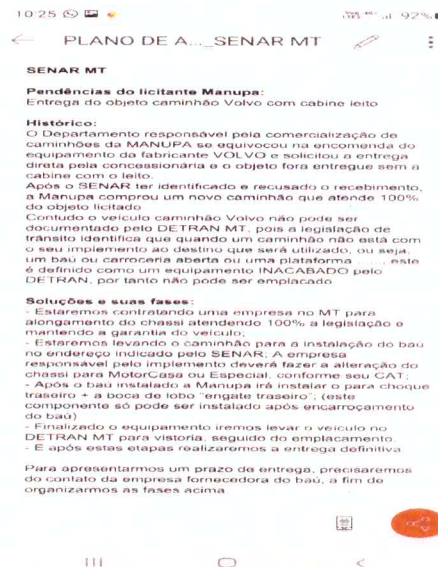 10:25
92%
PLANO DE A..._SENAR MT
SENAR MT
Pendências do licitante Manupa:
Entrega do objeto caminhão Volvo com cabine leito
Histórico:
O Departamento responsável pela comercialização de
caminhões da MANUPA se equivocou na encomenda do
equipamento da fabricante VOLVO e solicitou a entrega
direta pela concessionária e o objeto fora entregue sem a
cabine com o leito.
Após o SENAR ter identificado e recusado o recebimento,
a Manupa comprou um novo caminhão que atende 100%
do objeto licitado
Contudo o veículo caminhão Volvo não pode ser
documentado pelo DETRAN MT, pois a legislação de
trânsito identifica que quando um caminhão não está com
o seu implemento ao destino que será utilizado, ou seja,
um baú ou carroceria aberta ou uma plataforma ......., este
é definido como um equipamento INACABADO pelo
DETRAN, por tanto não pode ser emplacado
Soluções e suas fases:
- Estaremos contratando uma empresa no MT para
alongamento do chassi atendendo 100% a legislação e
mantendo a garantia do veículo;
- Estaremos levando o caminhão para a instalação do baú
no endereço indicado pelo SENAR; A empresa
responsável pelo implemento deverá fazer a alteração do
chassi para MotorCasa ou Especial, conforme seu CAT;
- Após o baú instalado a Manupa irá instalar o para choque
traseiro + a boca de lobo "engate traseiro"; (este
componente só pode ser instalado após encarroçamento
do baú)
- Finalizado o equipamento iremos levar o veículo no
DETRAN MT para vistoria, seguido do emplacamento.
- E após estas etapas realizaremos a entrega definitiva
Para apresentarmos um prazo de entrega, precisaremos
do contato da empresa fornecedora do baú, a fim de
organizarmos as fases acima